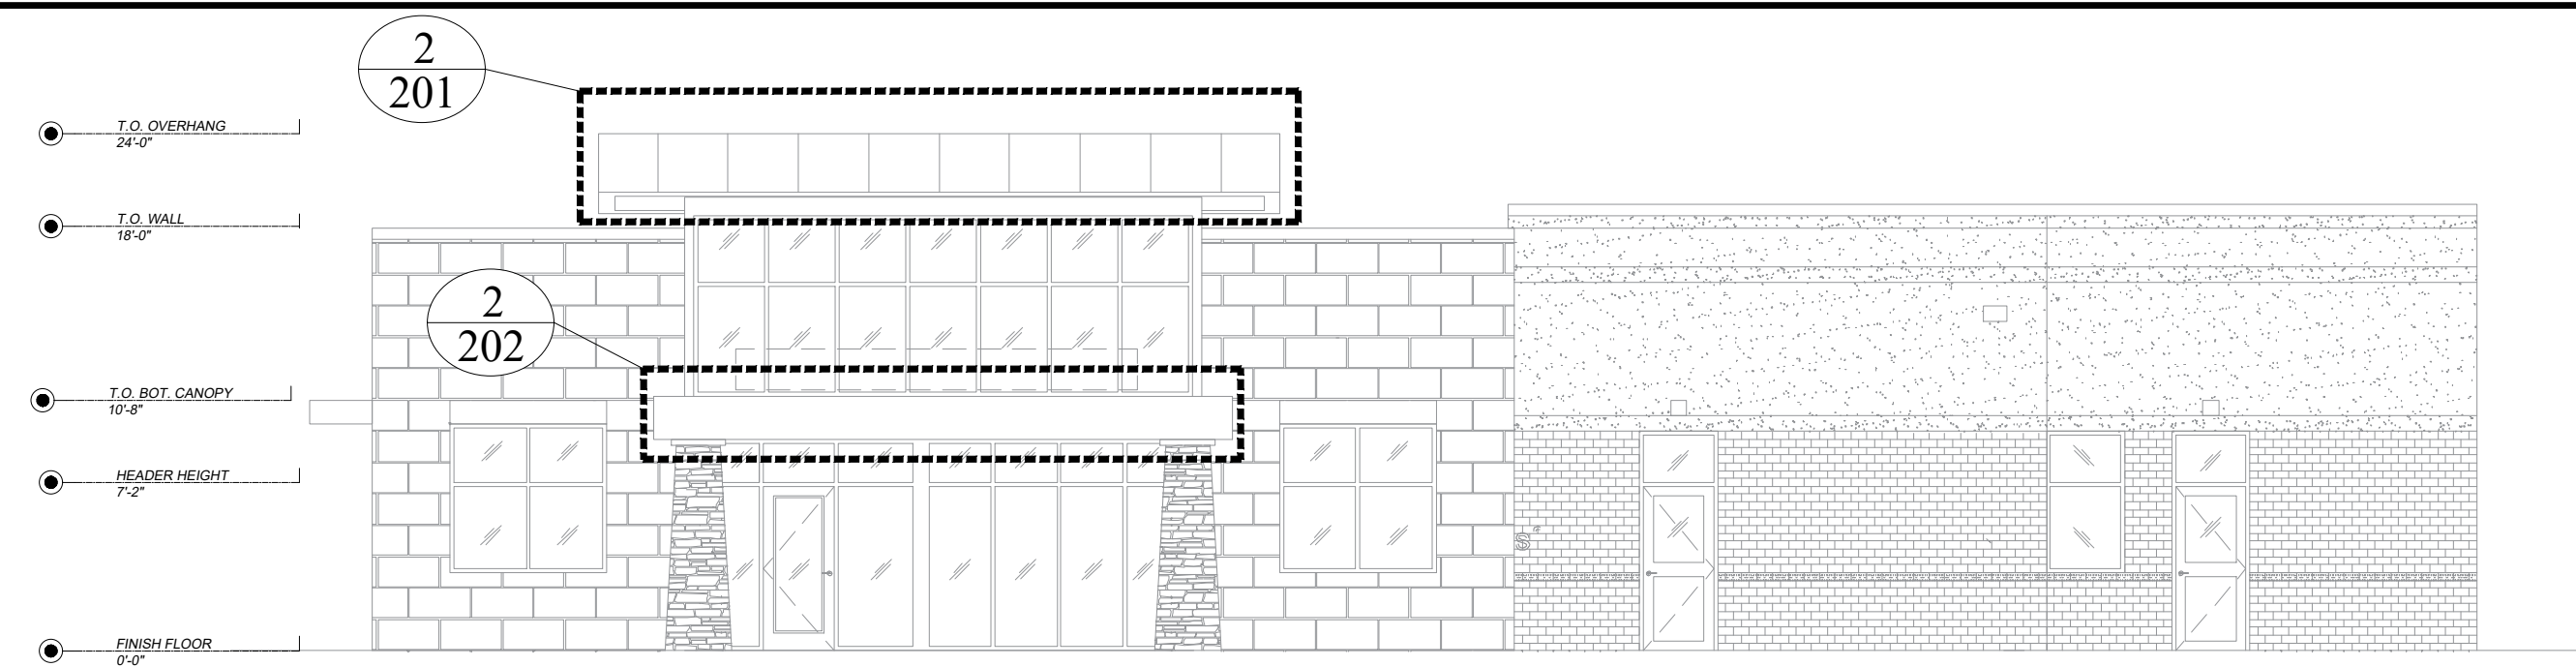 2
201
T.O. OVERHANG
24'-0"
T.O. WALL
18'-0"
2
202
T.O. BOT. CANOPY
10'-8"
HEADER HEIGHT
7'-2"
FINISH FLOOR
0'-0"